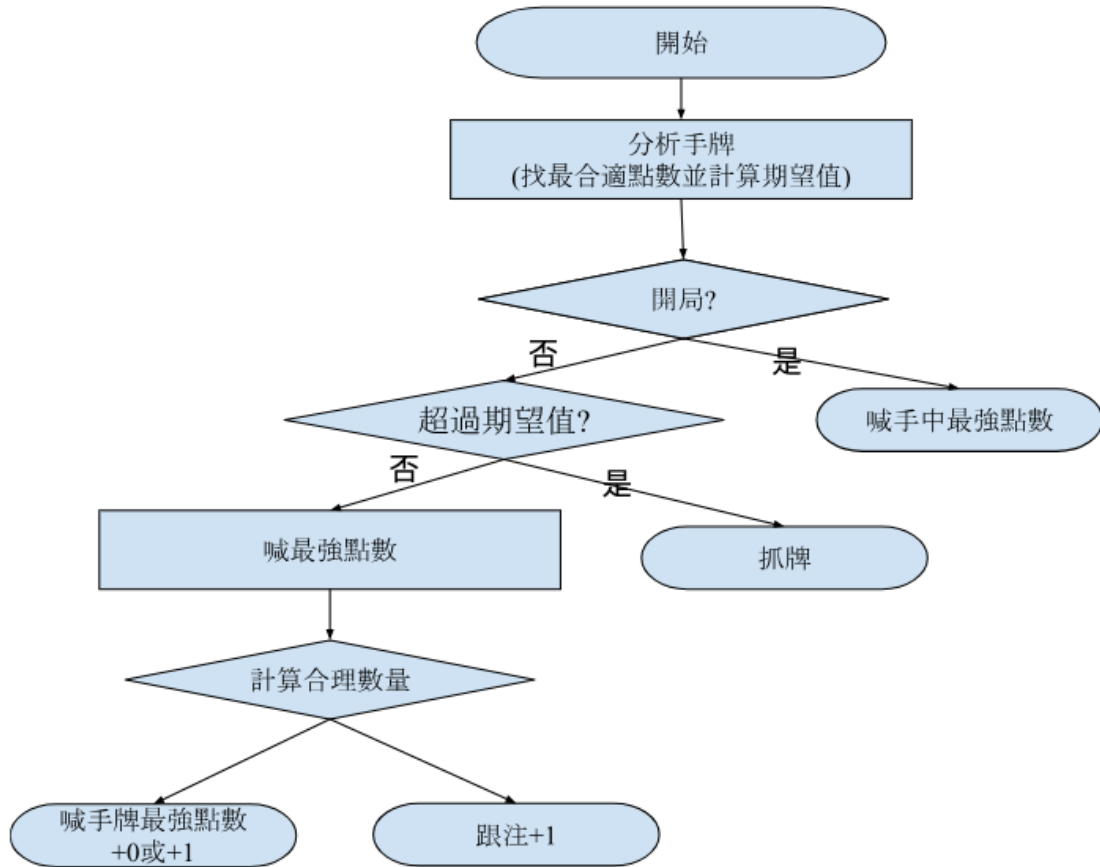 開始
分析手牌
(找最合適點數並計算期望值)
開局?
否
是
超過期望值?
喊手中最強點數
否
是
喊最強點數
抓牌
計算合理數量
喊手牌最強點數
+0或+1
跟注+1